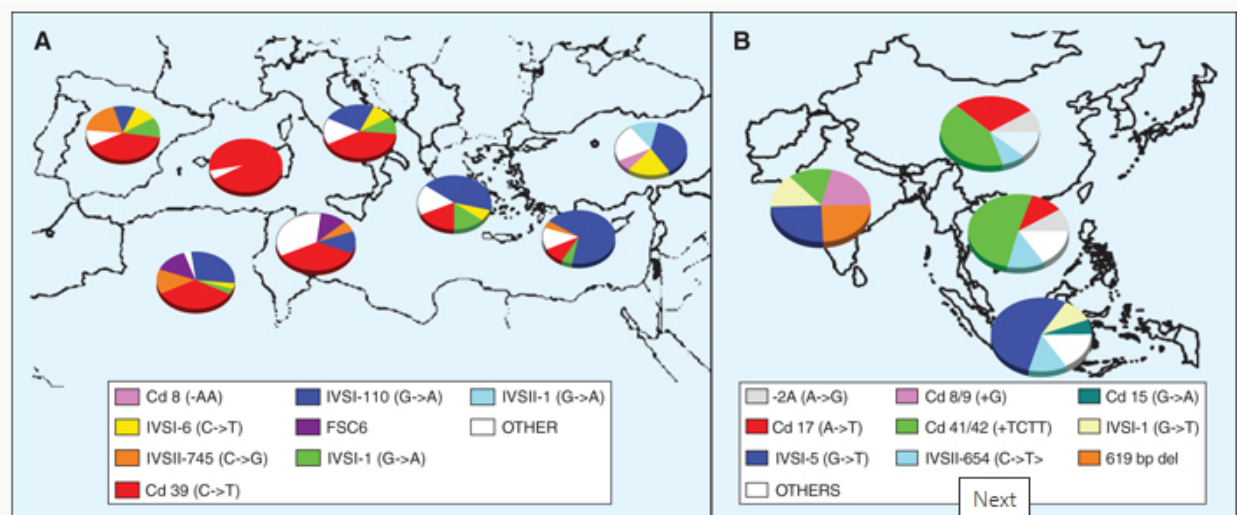 A
B
Cd 8 (-AA)
IVSI-110 (G->A)
IVSII-1 (G->A)
IVSI-6 (C->T)
FSC6
OTHER
IVSII-745 (C->G)
IVSI-1 (G->A)
Cd 39 (C->T)
-2A (A->G)
Cd 8/9 (+G)
Cd 15 (G->A)
Cd 17 (A->T)
Cd 41/42 (+TCTT)
IVSI-1 (G->T)
IVSI-5 (G->T)
IVSII-654 (C->T>
619 bp del
OTHERS
Next